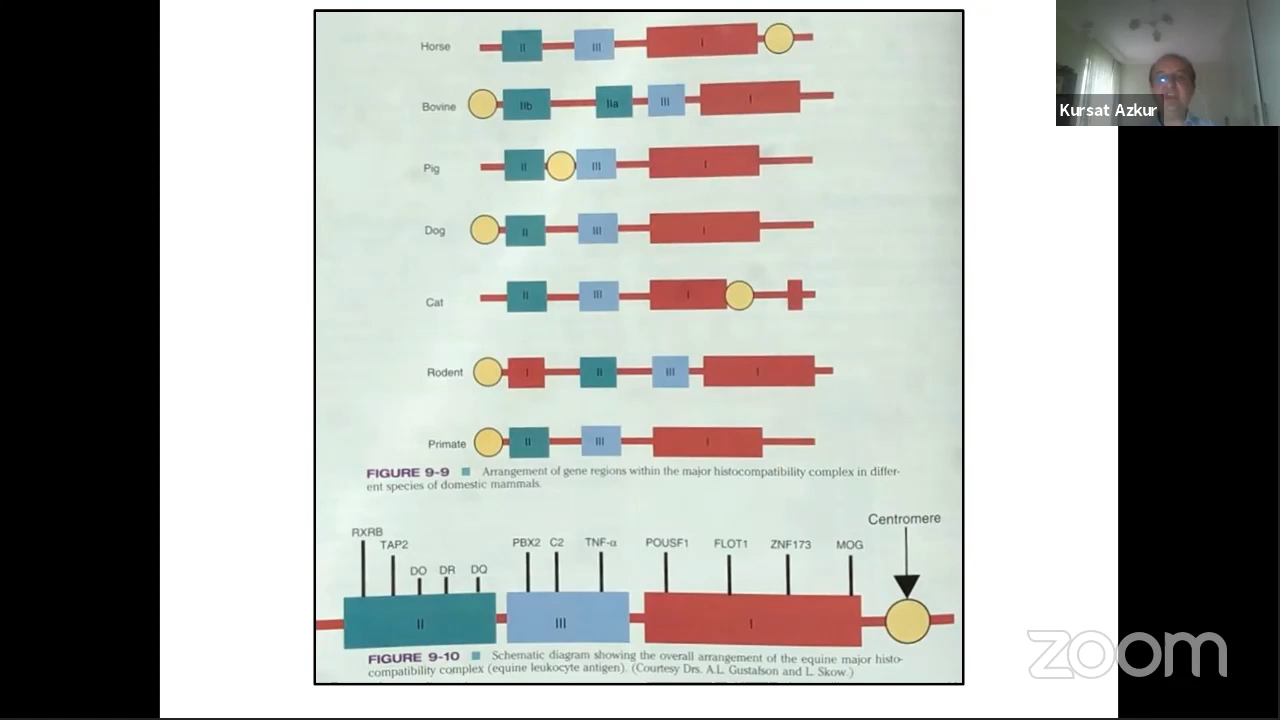 Horse
II
III
I
Bovine
IIb
IIa
III
I
Pig
II
III
I
Dog
II
III
I
Cat
II
III
I
Rodent
I
II
III
I
Primate
II
III
I
FIGURE 9-9 Arrangement of gene regions within the major histocompatibility complex in differ-
ent species of domestic mammals.
Centromere
RXRB
TAP2
DO DR DQ
PBX2 C2 TNF-α
POUSF1 FLOT1 ZNF173 MOG
II
III
I
FIGURE 9-10 Schematic diagram showing the overall arrangement of the equine major histo-
compatibility complex (equine leukocyte antigen). (Courtesy Drs. A.L. Gustafson and L. Skow.)
Kursat Azkur
zoom